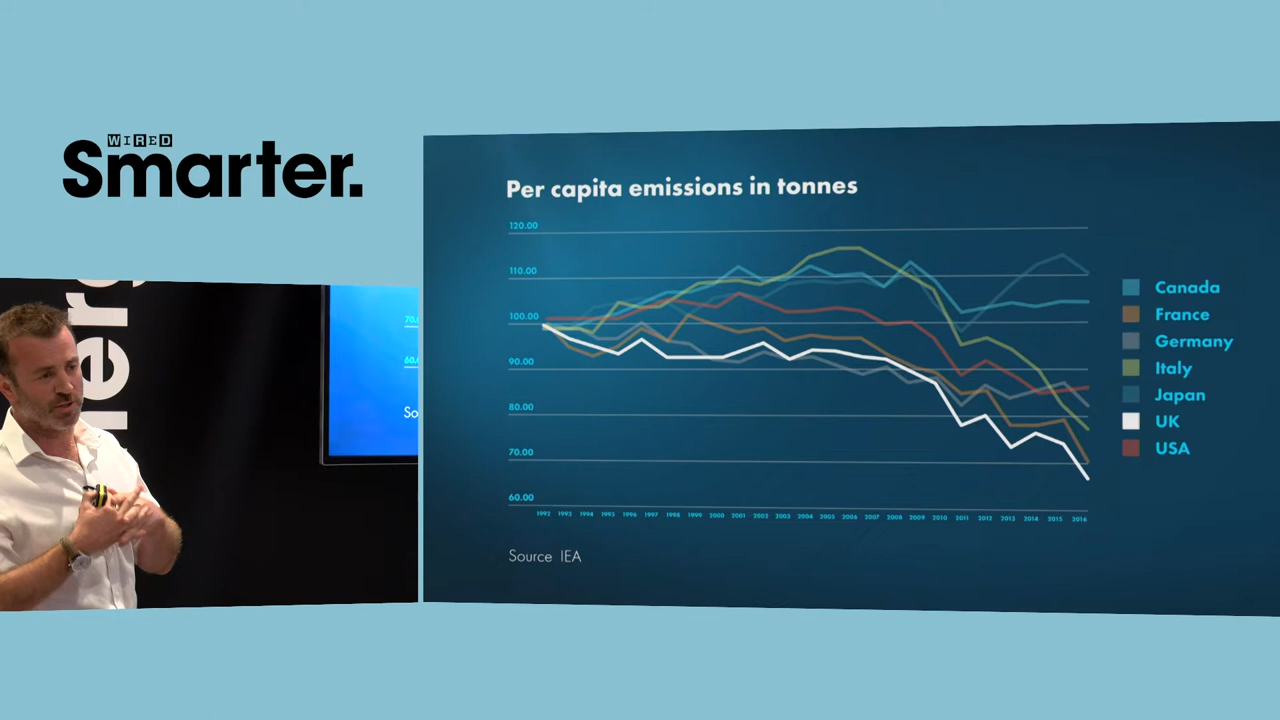 WIRED
Smarter.
Per capita emissions in tonnes
120.00
110.00
100.00
90.00
80.00
70.00
60.00
1992 1993 1994 1995 1996 1997 1998 1999 2000 2001 2002 2003 2004 2005 2006 2007 2008 2009 2010 2011 2012 2013 2014 2015 2016
Canada
France
Germany
Italy
Japan
UK
USA
Source IEA